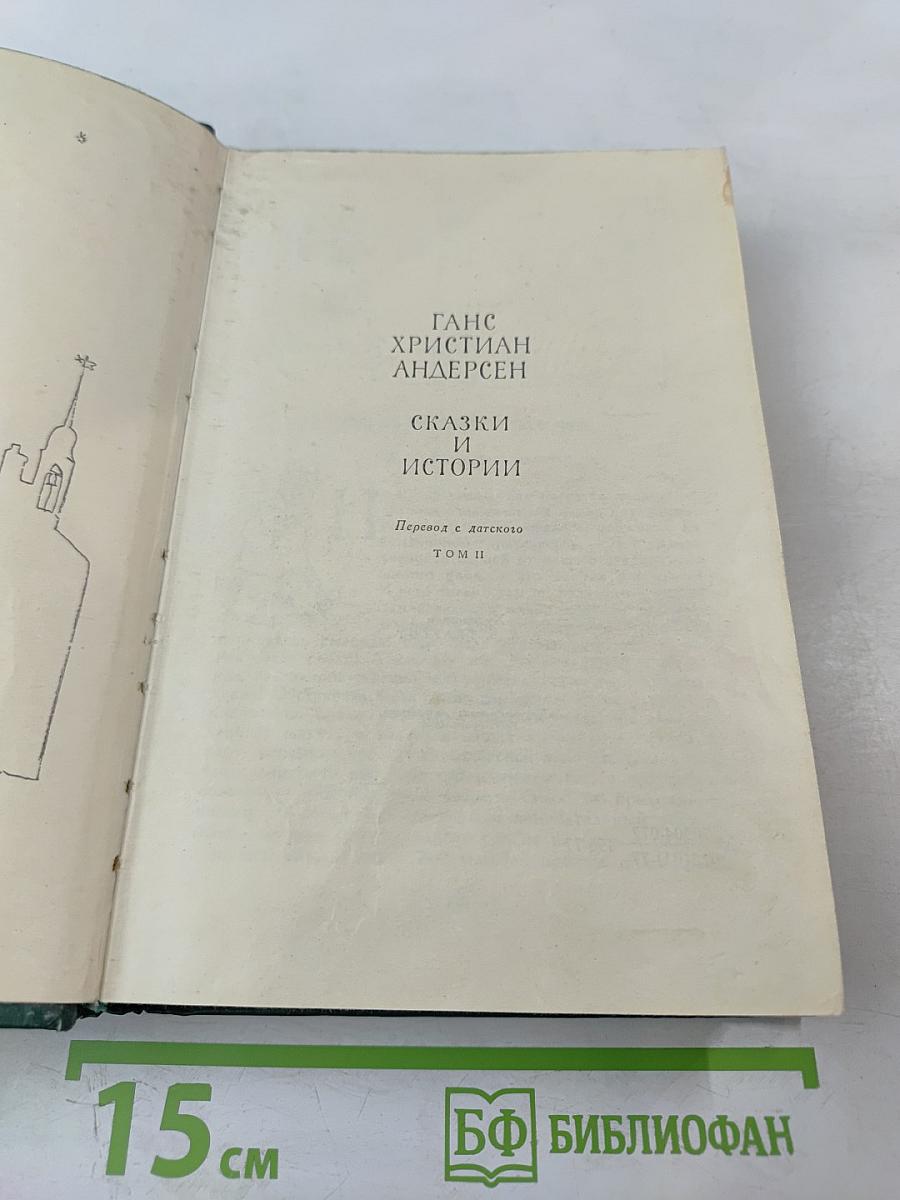 ГАНС
ХРИСТИАН
АНДЕРСЕН
СКАЗКИ
И
ИСТОРИИ
Перевод с датского
ТОМ II
15 см
БФ БИБЛИОФАН